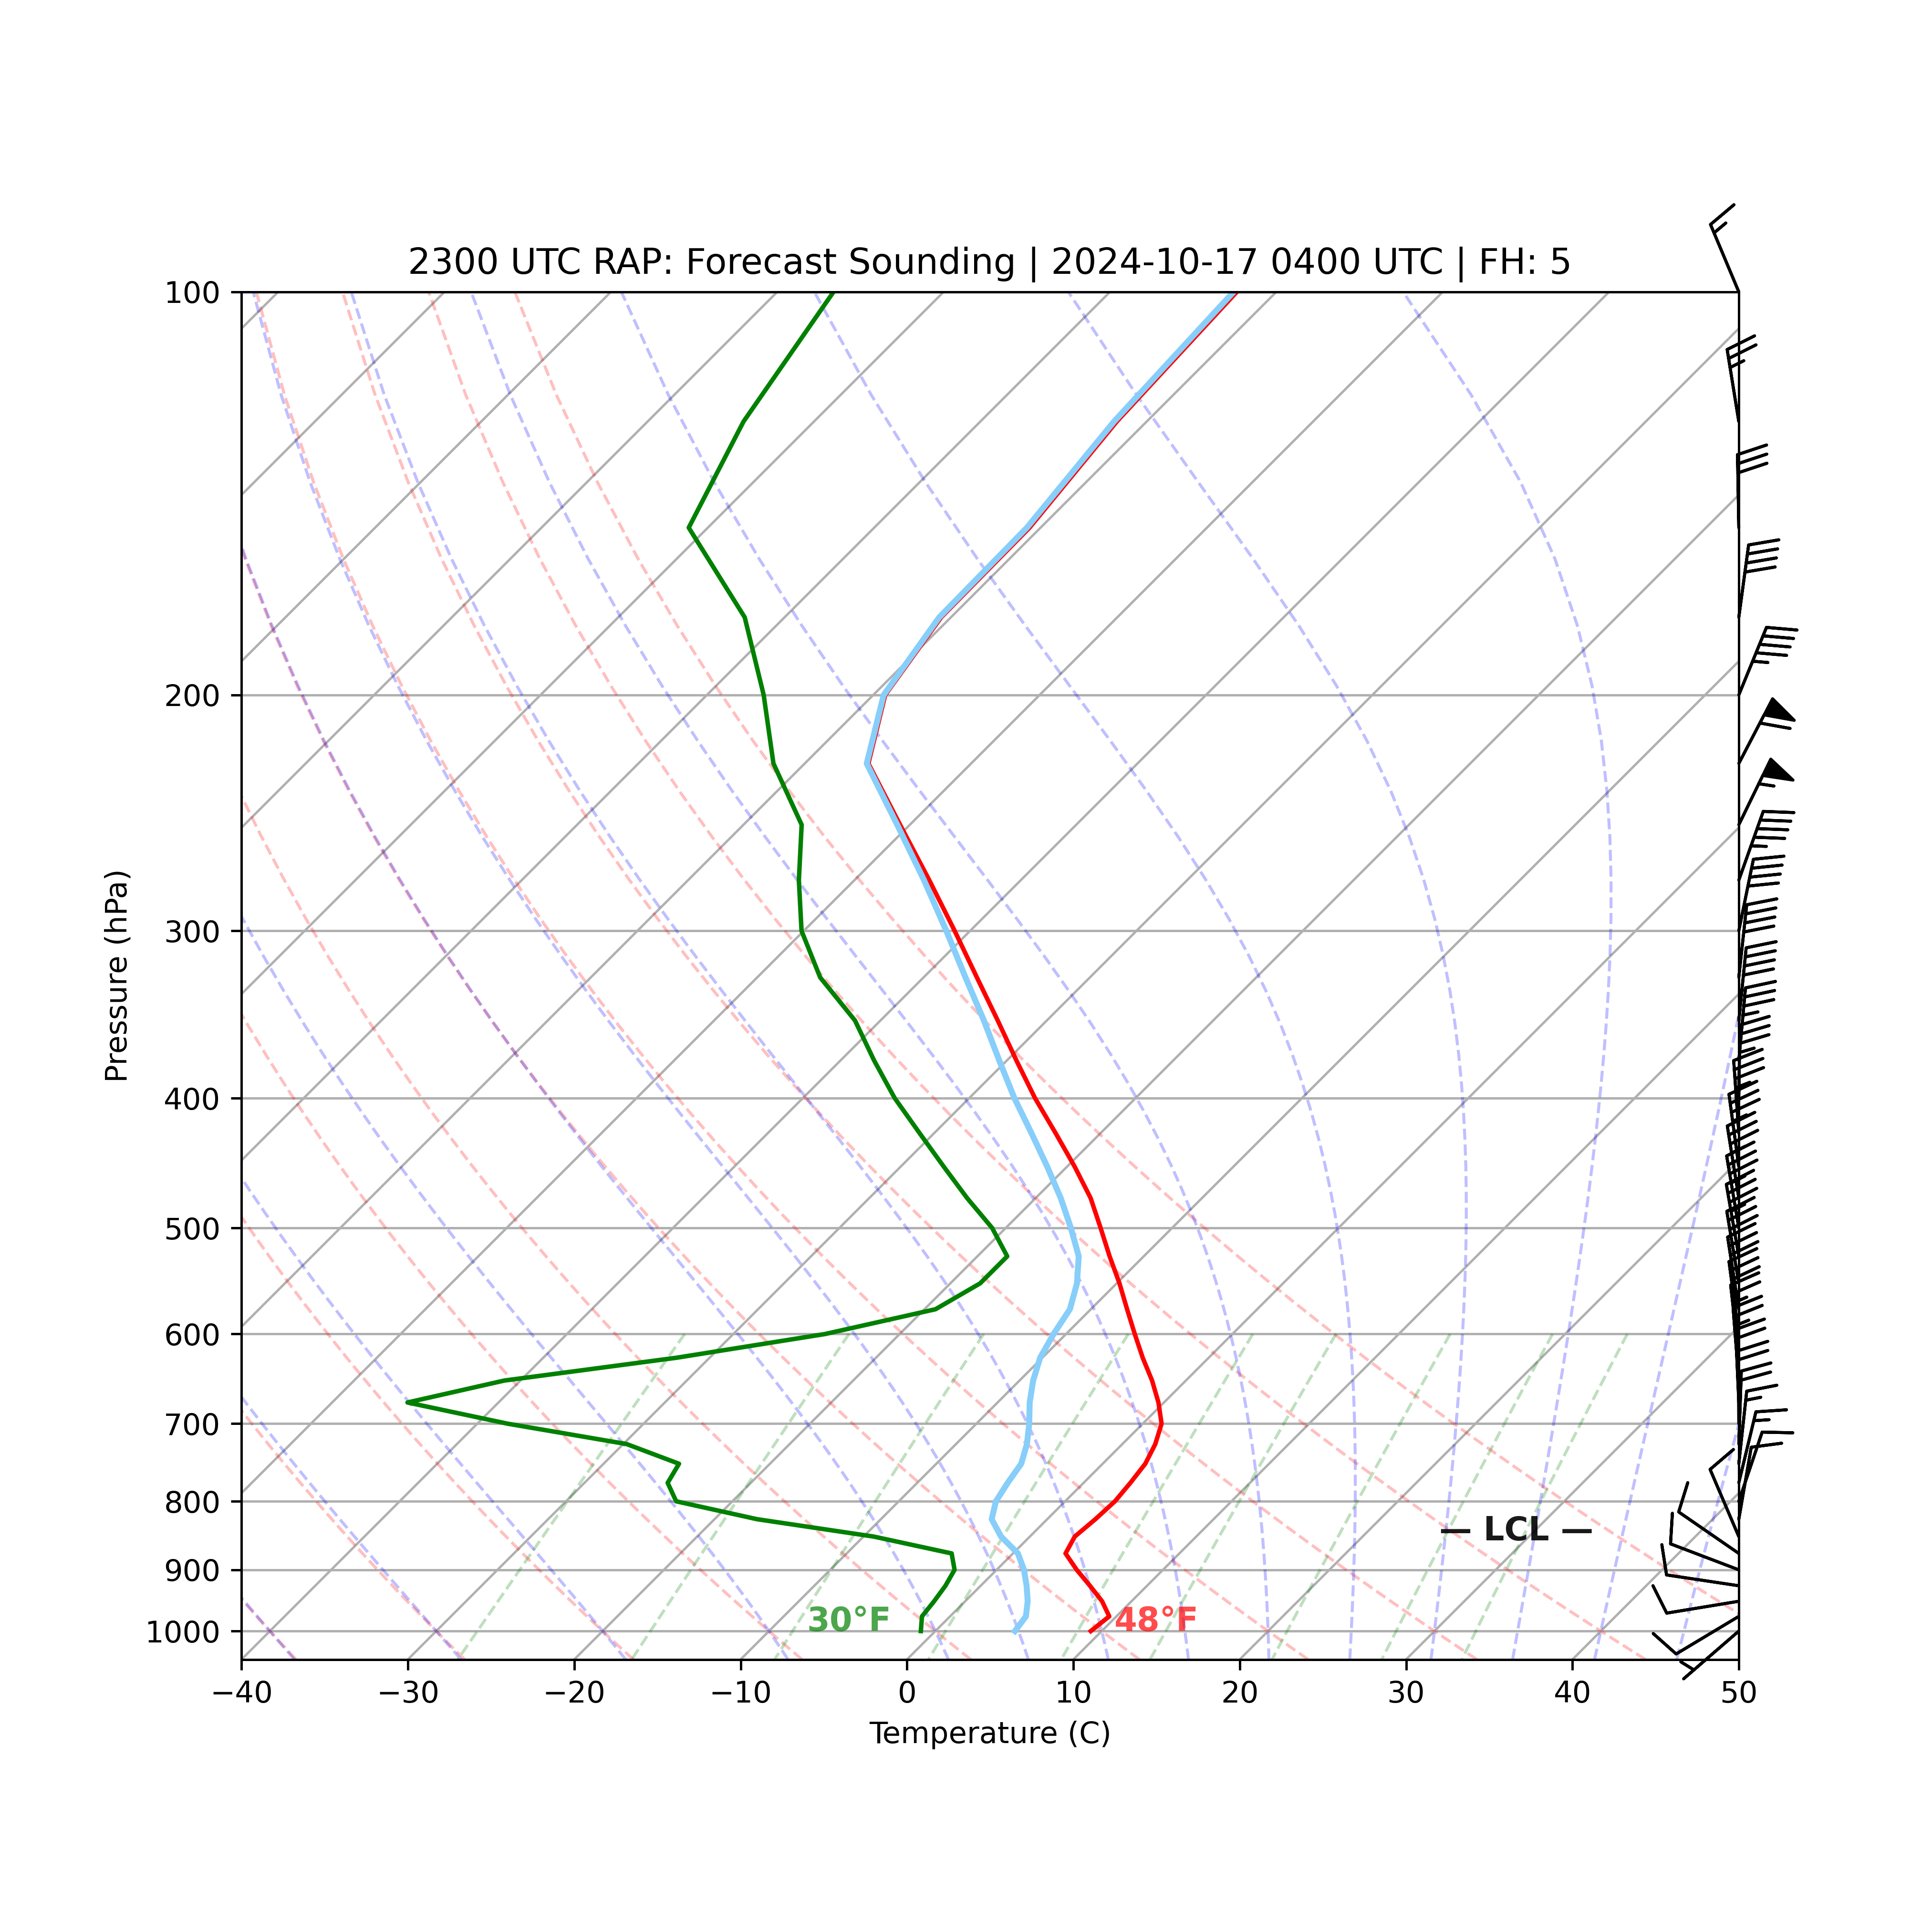 2300 UTC RAP: Forecast Sounding | 2024-10-17 0400 UTC | FH: 5
100
200
300
400
500
600
700
800
900
1000
Pressure (hPa)
— LCL —
30°F
48°F
−40 −30 −20 −10 0 10 20 30 40 50
Temperature (C)